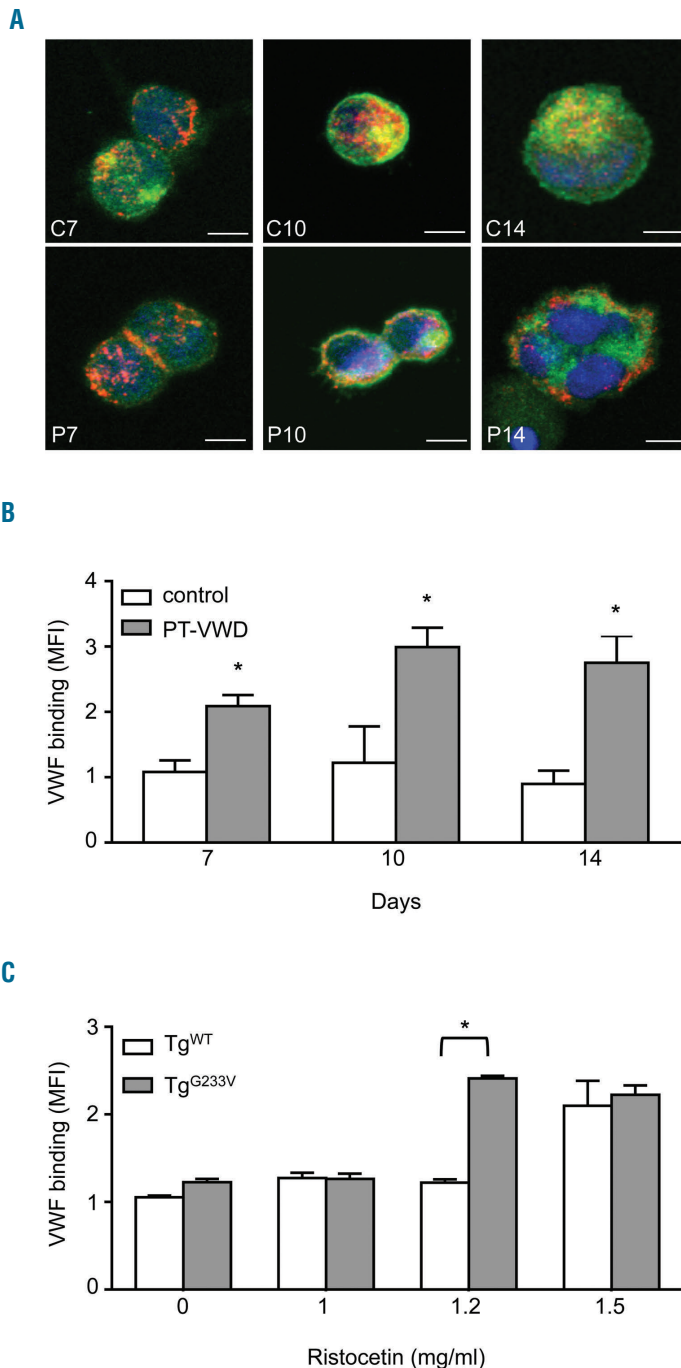 A
C7
C10
C14
P7
P10
P14
B
4
3
2
1
0
VWF binding (MFI)
control
PT-VWD
*
*
*
7
10
14
Days
C
3
2
1
0
VWF binding (MFI)
Tg^WT
Tg^G233V
*
0
1
1.2
1.5
Ristocetin (mg/ml)